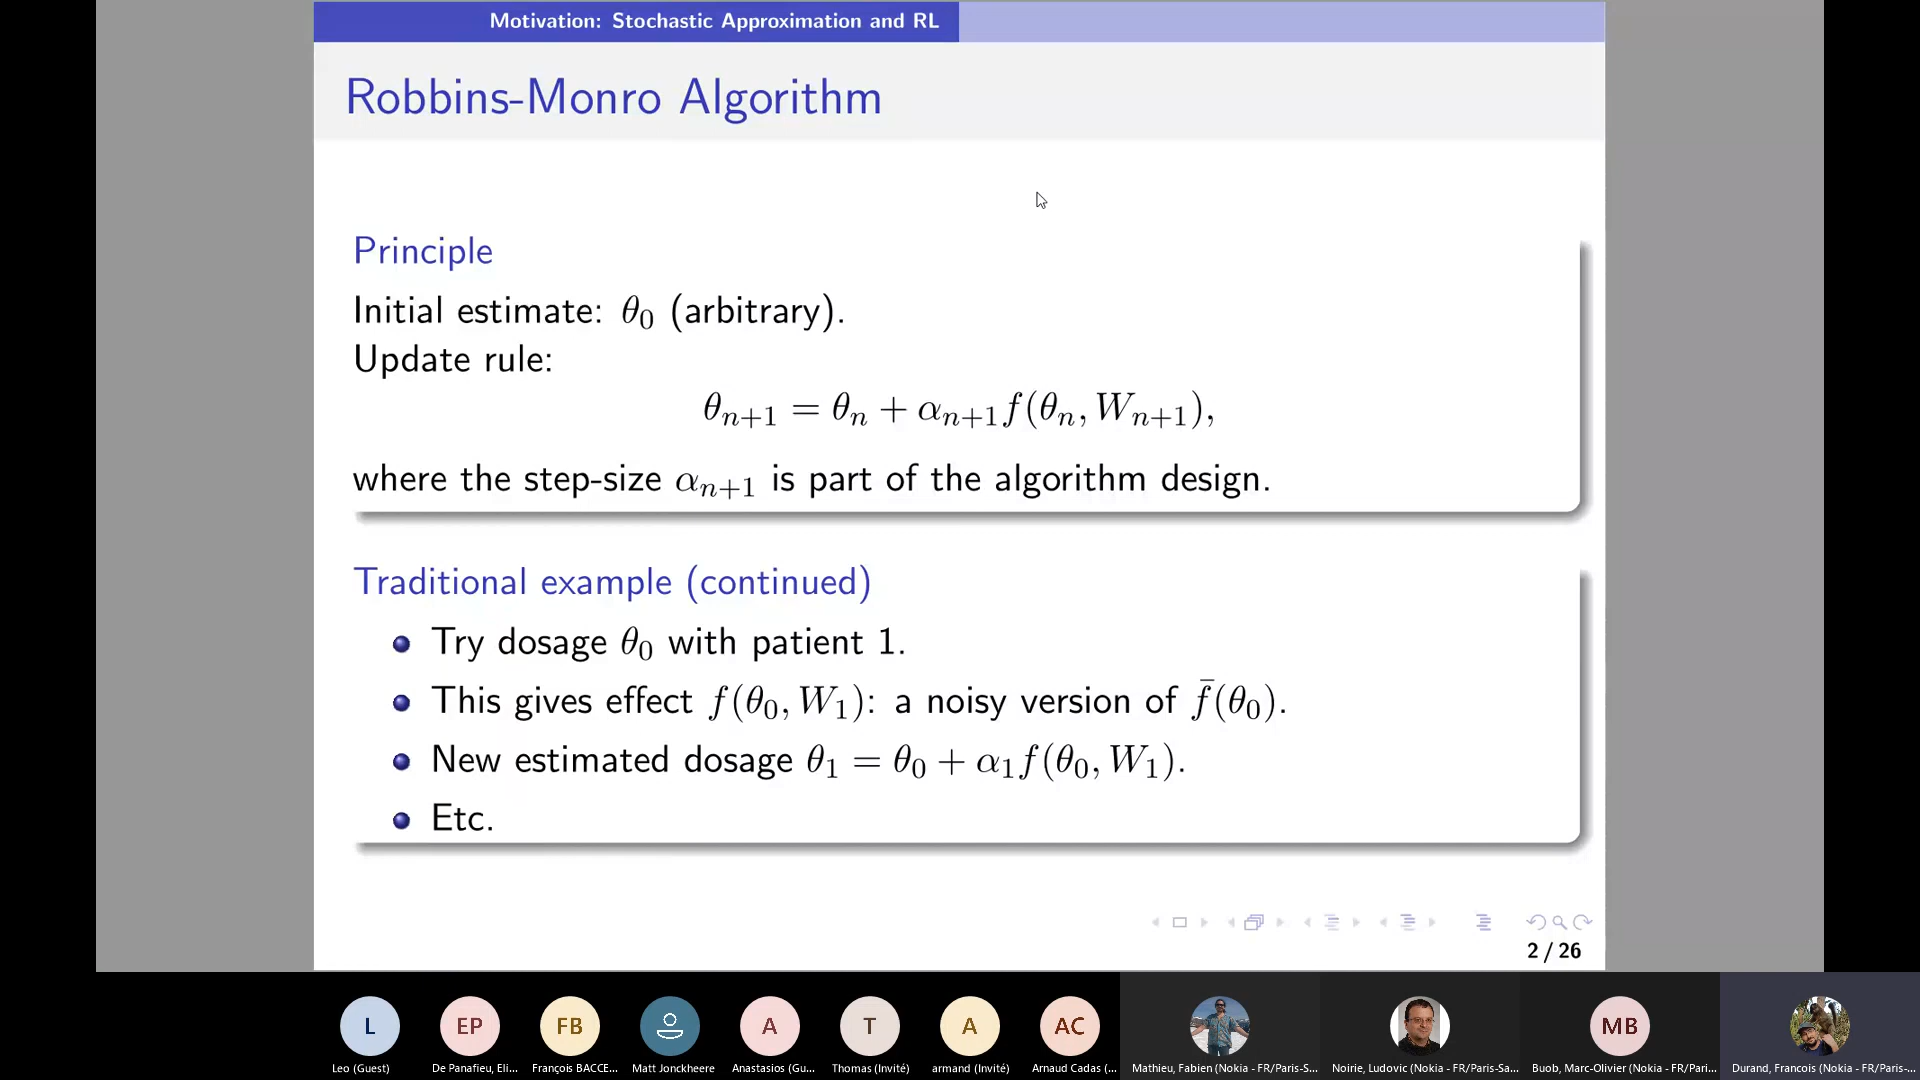 Motivation: Stochastic Approximation and RL
Robbins-Monro Algorithm
Principle
Initial estimate: θ₀ (arbitrary).
Update rule:
θₙ₊₁ = θₙ + αₙ₊₁f(θₙ, Wₙ₊₁),
where the step-size αₙ₊₁ is part of the algorithm design.
Traditional example (continued)
Try dosage θ₀ with patient 1.
This gives effect f(θ₀, W₁): a noisy version of f̄(θ₀).
New estimated dosage θ₁ = θ₀ + α₁f(θ₀, W₁).
Etc.
2 / 26
L
EP
FB
A
T
A
AC
MB
Leo (Guest)
De Panafieu, Eli...
François BACCE...
Matt Jonckheere
Anastasios (Gu...
Thomas (Invité)
armand (Invité)
Arnaud Cadas (...
Mathieu, Fabien (Nokia - FR/Paris-S...
Noirie, Ludovic (Nokia - FR/Paris-Sa...
Buob, Marc-Olivier (Nokia - FR/Pari...
Durand, Francois (Nokia - FR/Paris-...